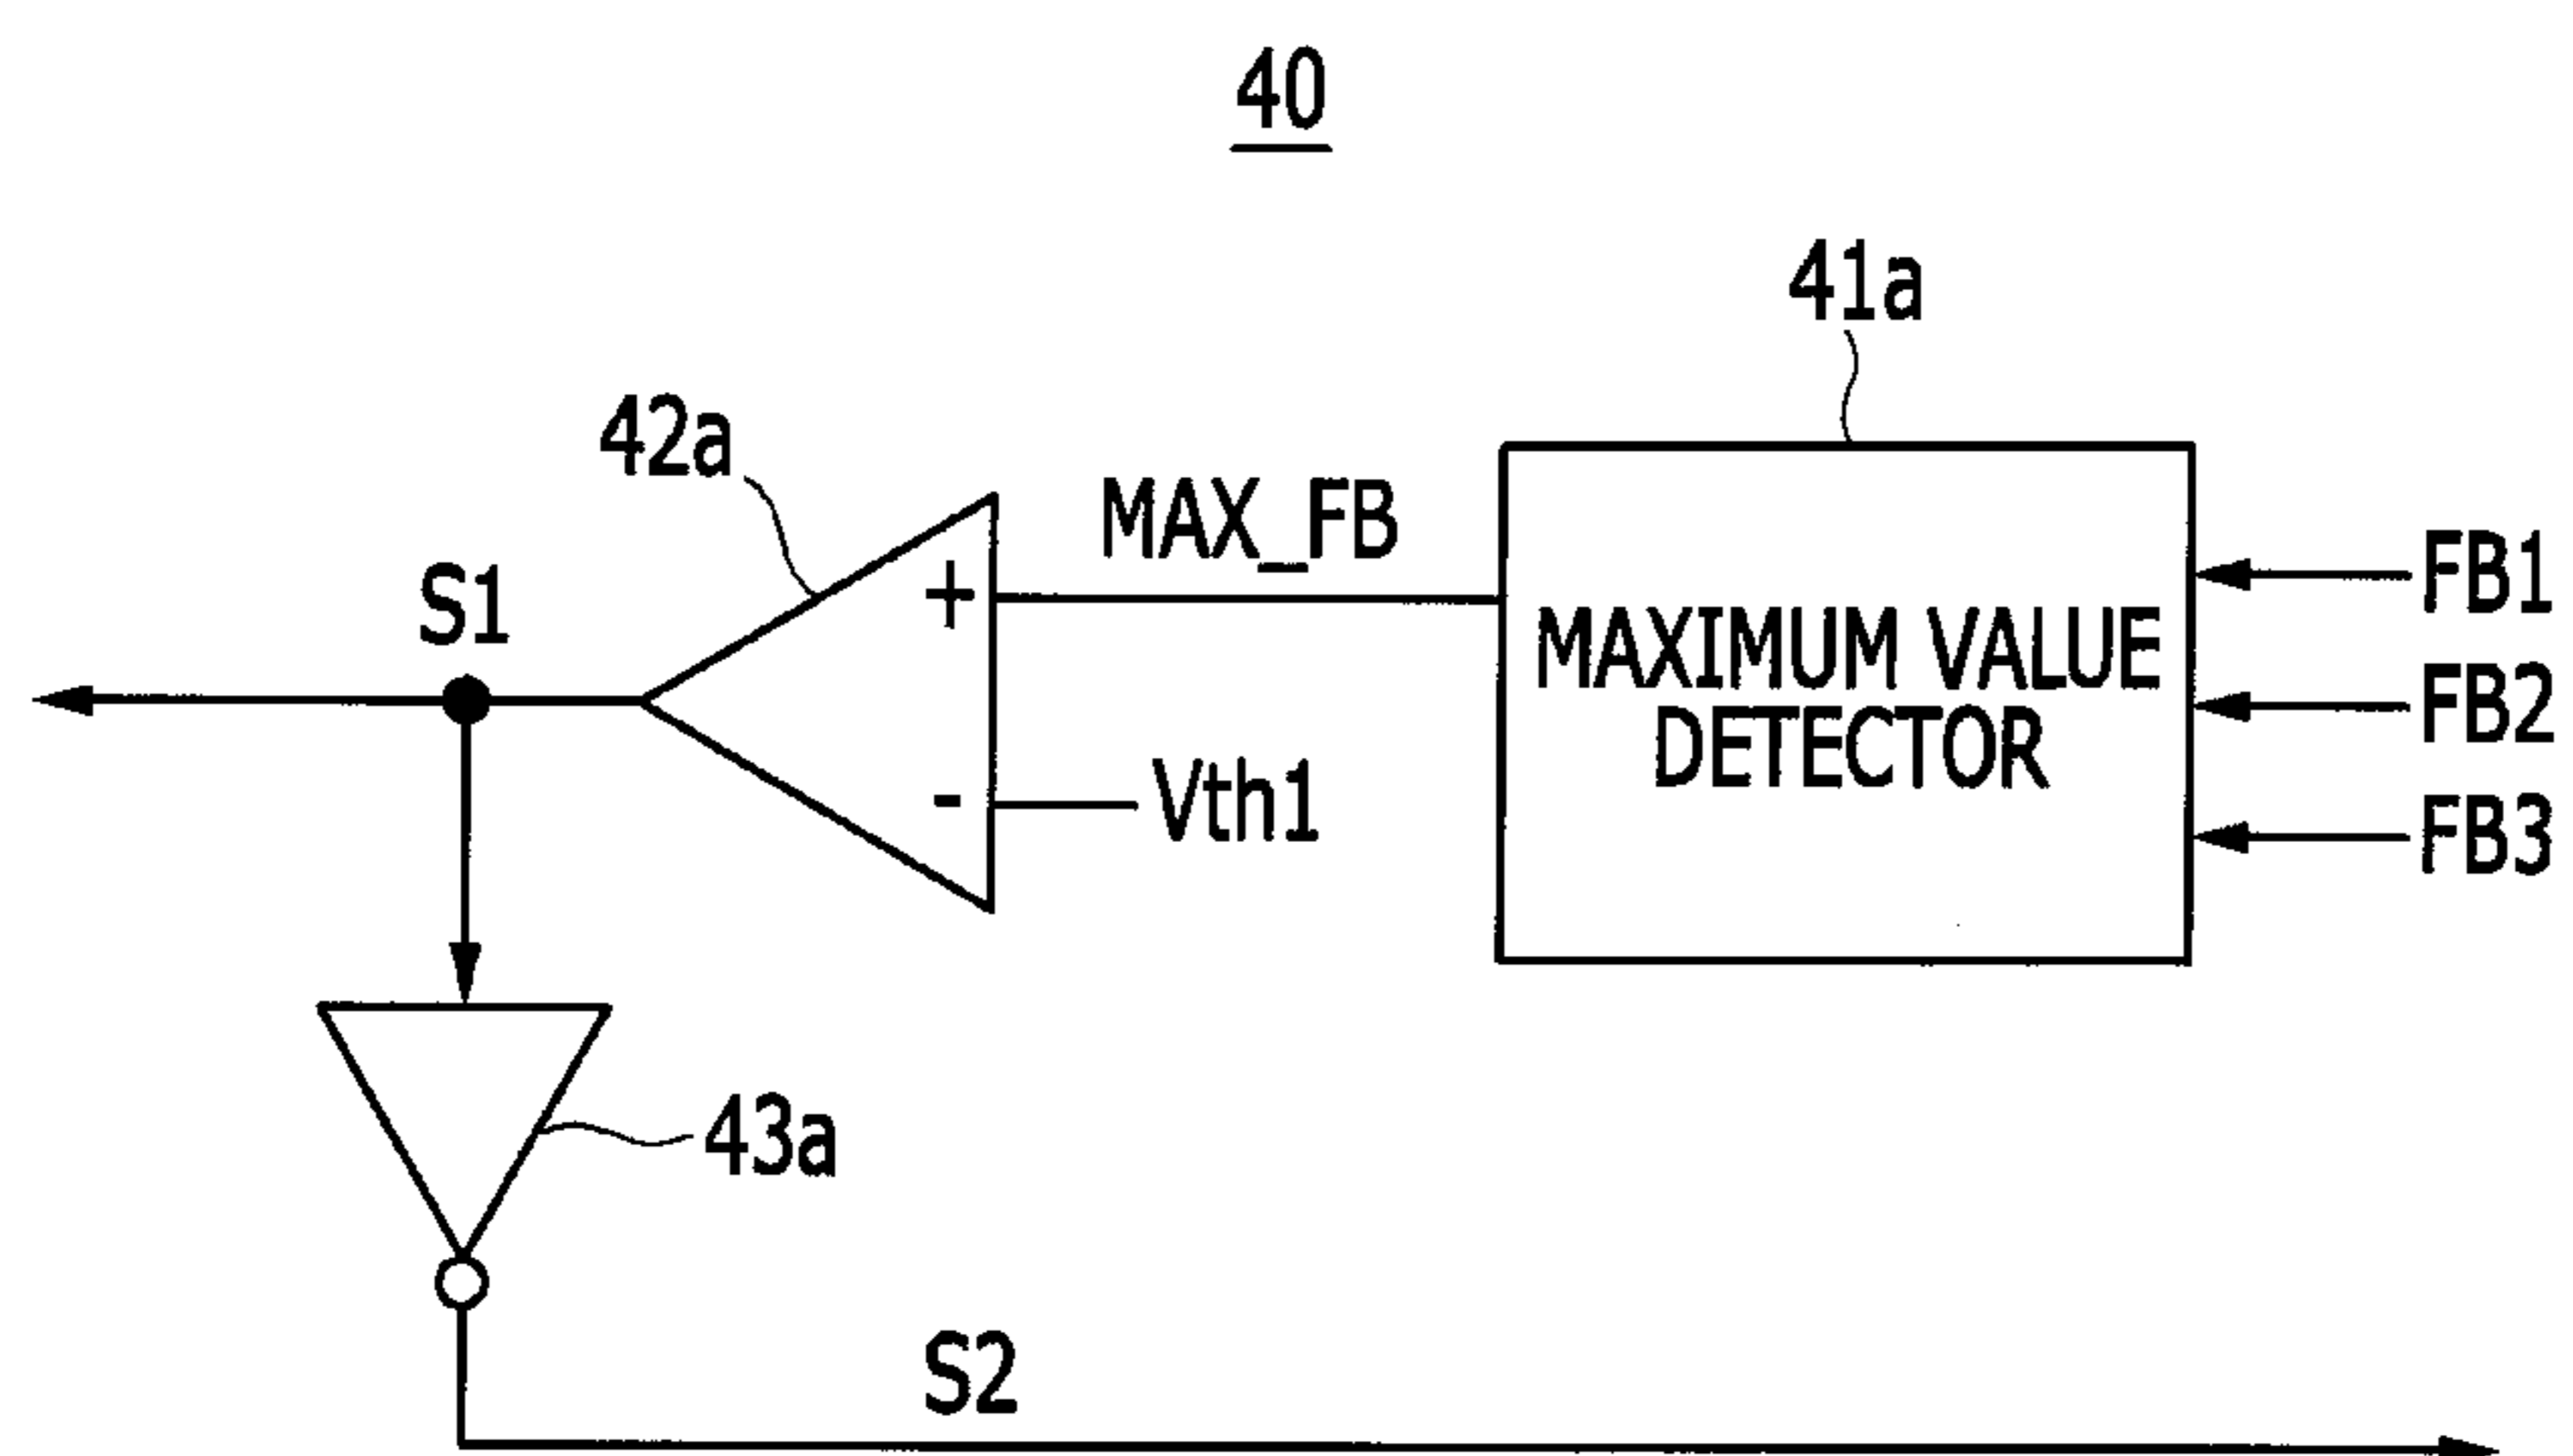 40
41a
42a
MAX_FB
S1
+
FB1
MAXIMUM VALUE
DETECTOR
FB2
-
Vth1
FB3
43a
S2